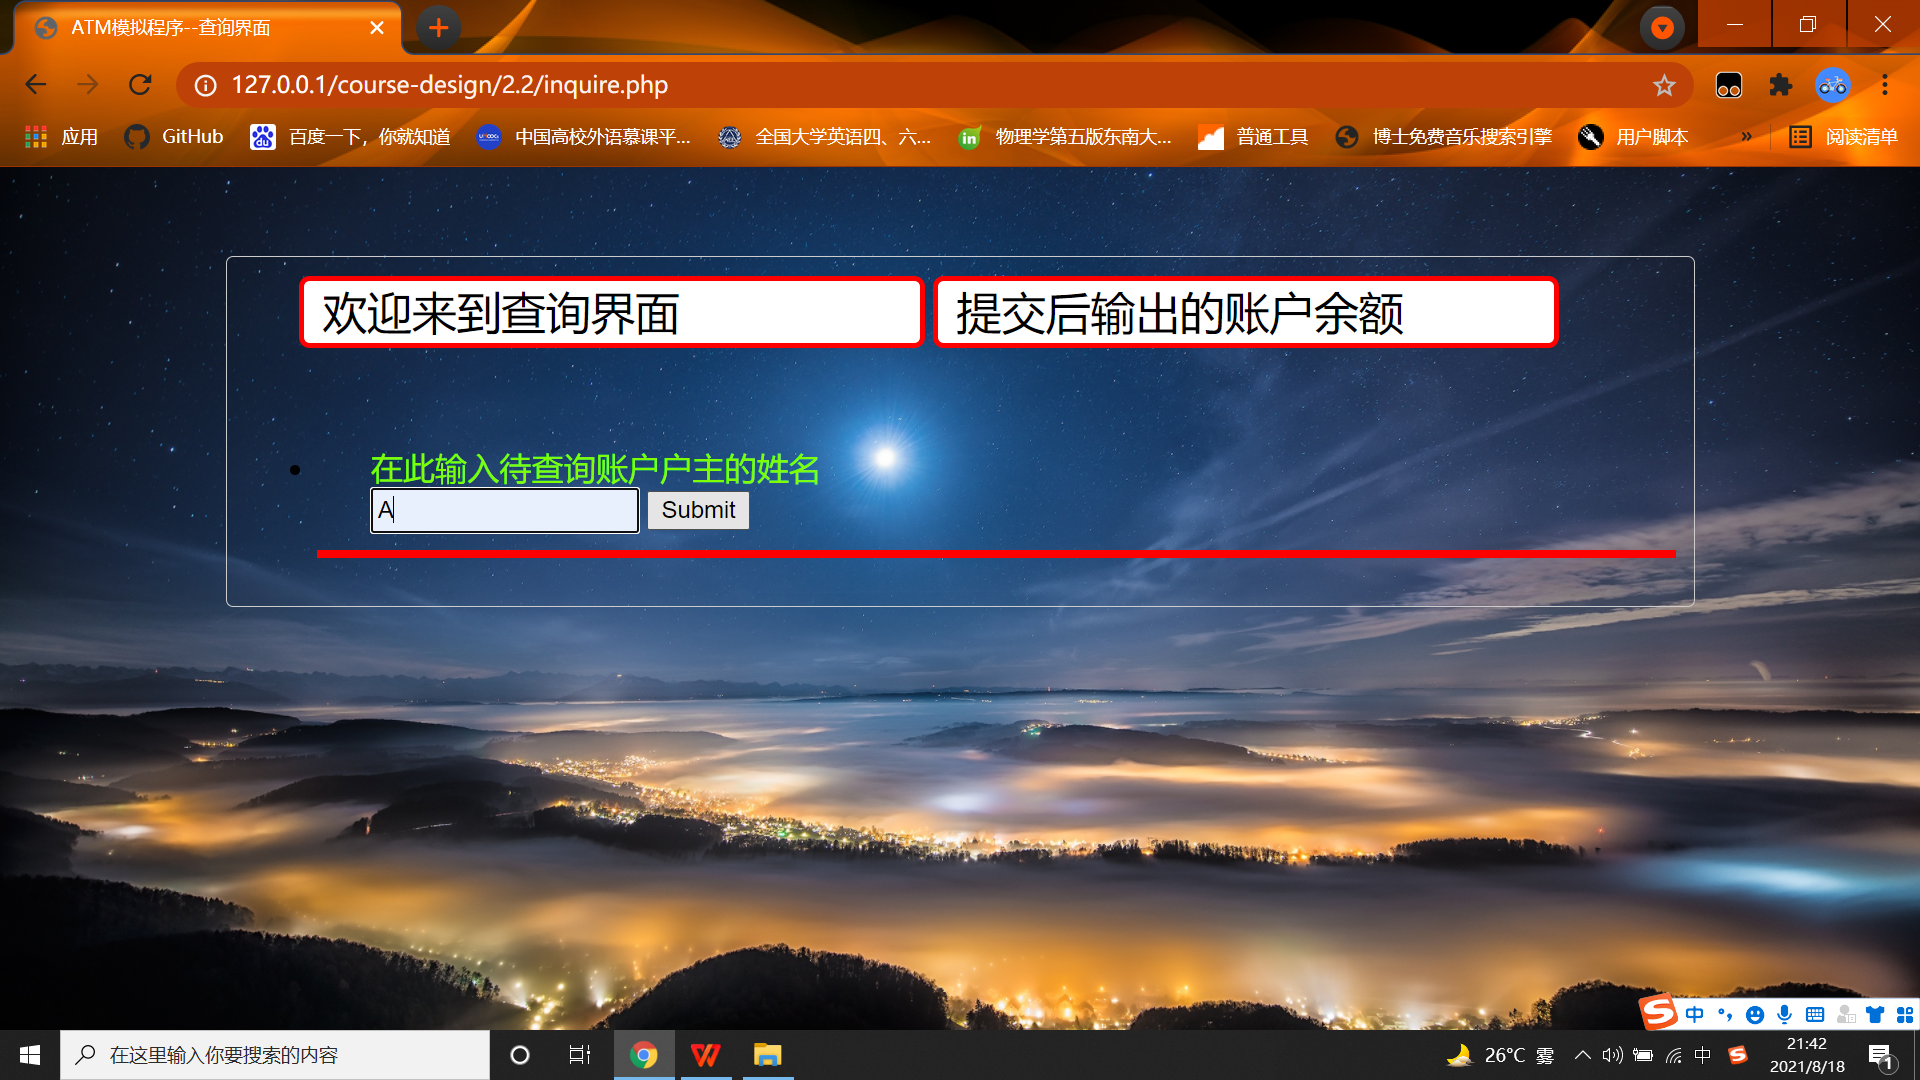 ATM模拟程序--查询界面
127.0.0.1/course-design/2.2/inquire.php
应用 GitHub 百度一下，你就知道 中国高校外语慕课平... 全国大学英语四、六... 物理学第五版东南大... 普通工具 博士免费音乐搜索引擎 用户脚本 » 阅读清单
欢迎来到查询界面 提交后输出的账户余额
在此输入待查询账户户主的姓名
A Submit
中
在这里输入你要搜索的内容 26°C 雾 中 21:42
2021/8/18 1